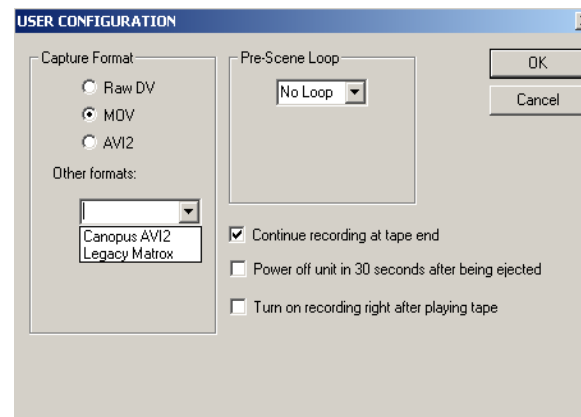 USER CONFIGURATION
Capture Format
Raw DV
MOV
AVI2
Other formats:
Canopus AVI2
Legacy Matrox
Pre-Scene Loop
No Loop
OK
Cancel
Continue recording at tape end
Power off unit in 30 seconds after being ejected
Turn on recording right after playing tape